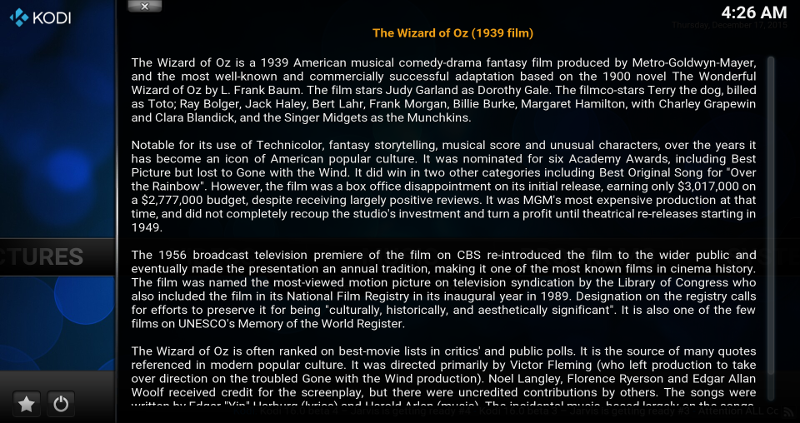 KODI
4:26 AM
The Wizard of Oz (1939 film)
The Wizard of Oz is a 1939 American musical comedy-drama fantasy film produced by Metro-Goldwyn-Mayer,
and the most well-known and commercially successful adaptation based on the 1900 novel The Wonderful
Wizard of Oz by L. Frank Baum. The film stars Judy Garland as Dorothy Gale. The filmco-stars Terry the dog, billed
as Toto; Ray Bolger, Jack Haley, Bert Lahr, Frank Morgan, Billie Burke, Margaret Hamilton, with Charley Grapewin
and Clara Blandick, and the Singer Midgets as the Munchkins.
Notable for its use of Technicolor, fantasy storytelling, musical score and unusual characters, over the years it
has become an icon of American popular culture. It was nominated for six Academy Awards, including Best
Picture but lost to Gone with the Wind. It did win in two other categories including Best Original Song for "Over
the Rainbow". However, the film was a box office disappointment on its initial release, earning only $3,017,000 on
a $2,777,000 budget, despite receiving largely positive reviews. It was MGM's most expensive production at that
time, and did not completely recoup the studio's investment and turn a profit until theatrical re-releases starting in
1949.
The 1956 broadcast television premiere of the film on CBS re-introduced the film to the wider public and
eventually made the presentation an annual tradition, making it one of the most known films in cinema history.
The film was named the most-viewed motion picture on television syndication by the Library of Congress who
also included the film in its National Film Registry in its inaugural year in 1989. Designation on the registry calls
for efforts to preserve it for being "culturally, historically, and aesthetically significant". It is also one of the few
films on UNESCO's Memory of the World Register.
CTURES
The Wizard of Oz is often ranked on best-movie lists in critics' and public polls. It is the source of many quotes
referenced in modern popular culture. It was directed primarily by Victor Fleming (who left production to take
over direction on the troubled Gone with the Wind production). Noel Langley, Florence Ryerson and Edgar Allan
Woolf received credit for the screenplay, but there were uncredited contributions by others. The songs were
written by Edgar "Yip" Harburg (lyrics) and Harold Arlen (music). The incidental music, based largely on the songs,